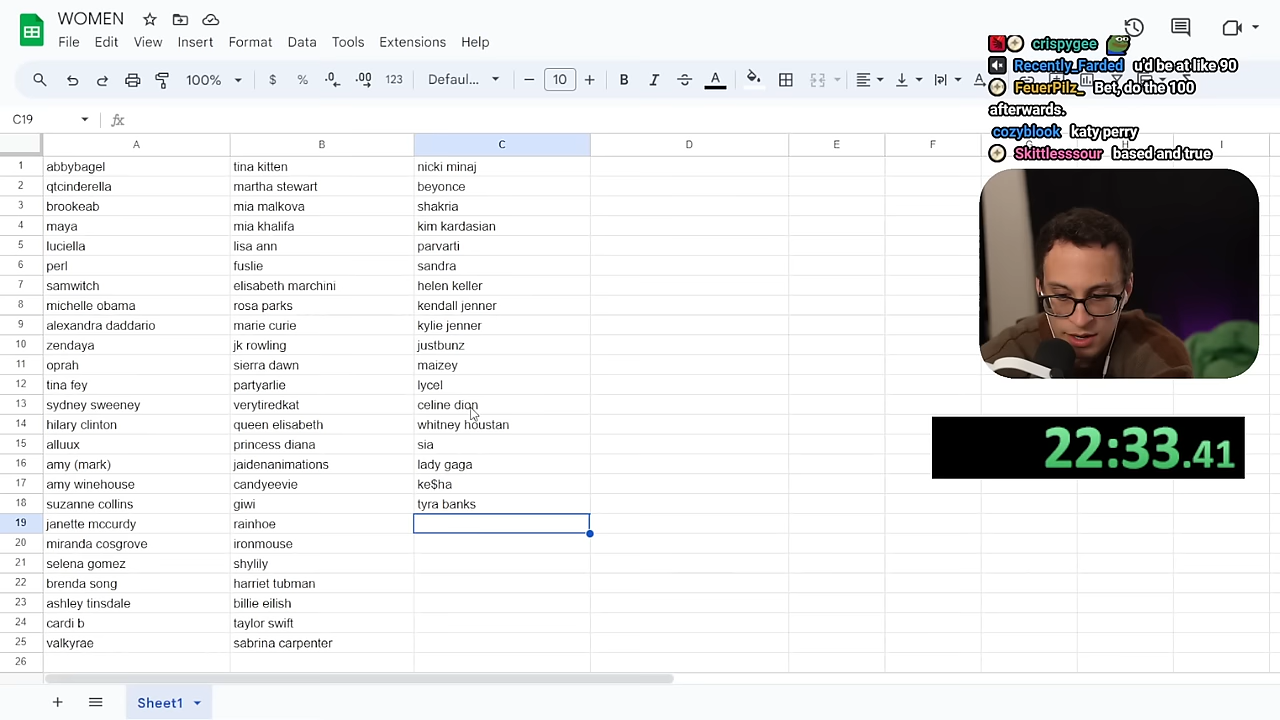 WOMEN
File Edit View Insert Format Data Tools Extensions Help
100% $ % .0 .00 123 Defaul... 10 B I S A
C19 fx
crispygee
Recently_Farded u'd be at like 90
FeuerPilz_ Bet, do the 100
afterwards.
cozyblook katy perry
Skittlesssour based and true
A B C D E F G H I
1 abbybagel tina kitten nicki minaj
2 qtcinderella martha stewart beyonce
3 brookeab mia malkova shakria
4 maya mia khalifa kim kardasian
5 luciella lisa ann parvarti
6 perl fuslie sandra
7 samwitch elisabeth marchini helen keller
8 michelle obama rosa parks kendall jenner
9 alexandra daddario marie curie kylie jenner
10 zendaya jk rowling justbunz
11 oprah sierra dawn maizey
12 tina fey partyarlie lycel
13 sydney sweeney verytiredkat celine dion
14 hilary clinton queen elisabeth whitney houstan
15 alluux princess diana sia
16 amy (mark) jaidenanimations lady gaga
17 amy winehouse candyeevie ke$ha
18 suzanne collins giwi tyra banks
19 janette mccurdy rainhoe
20 miranda cosgrove ironmouse
21 selena gomez shylily
22 brenda song harriet tubman
23 ashley tinsdale billie eilish
24 cardi b taylor swift
25 valkyrae sabrina carpenter
26
22:33.41
Sheet1